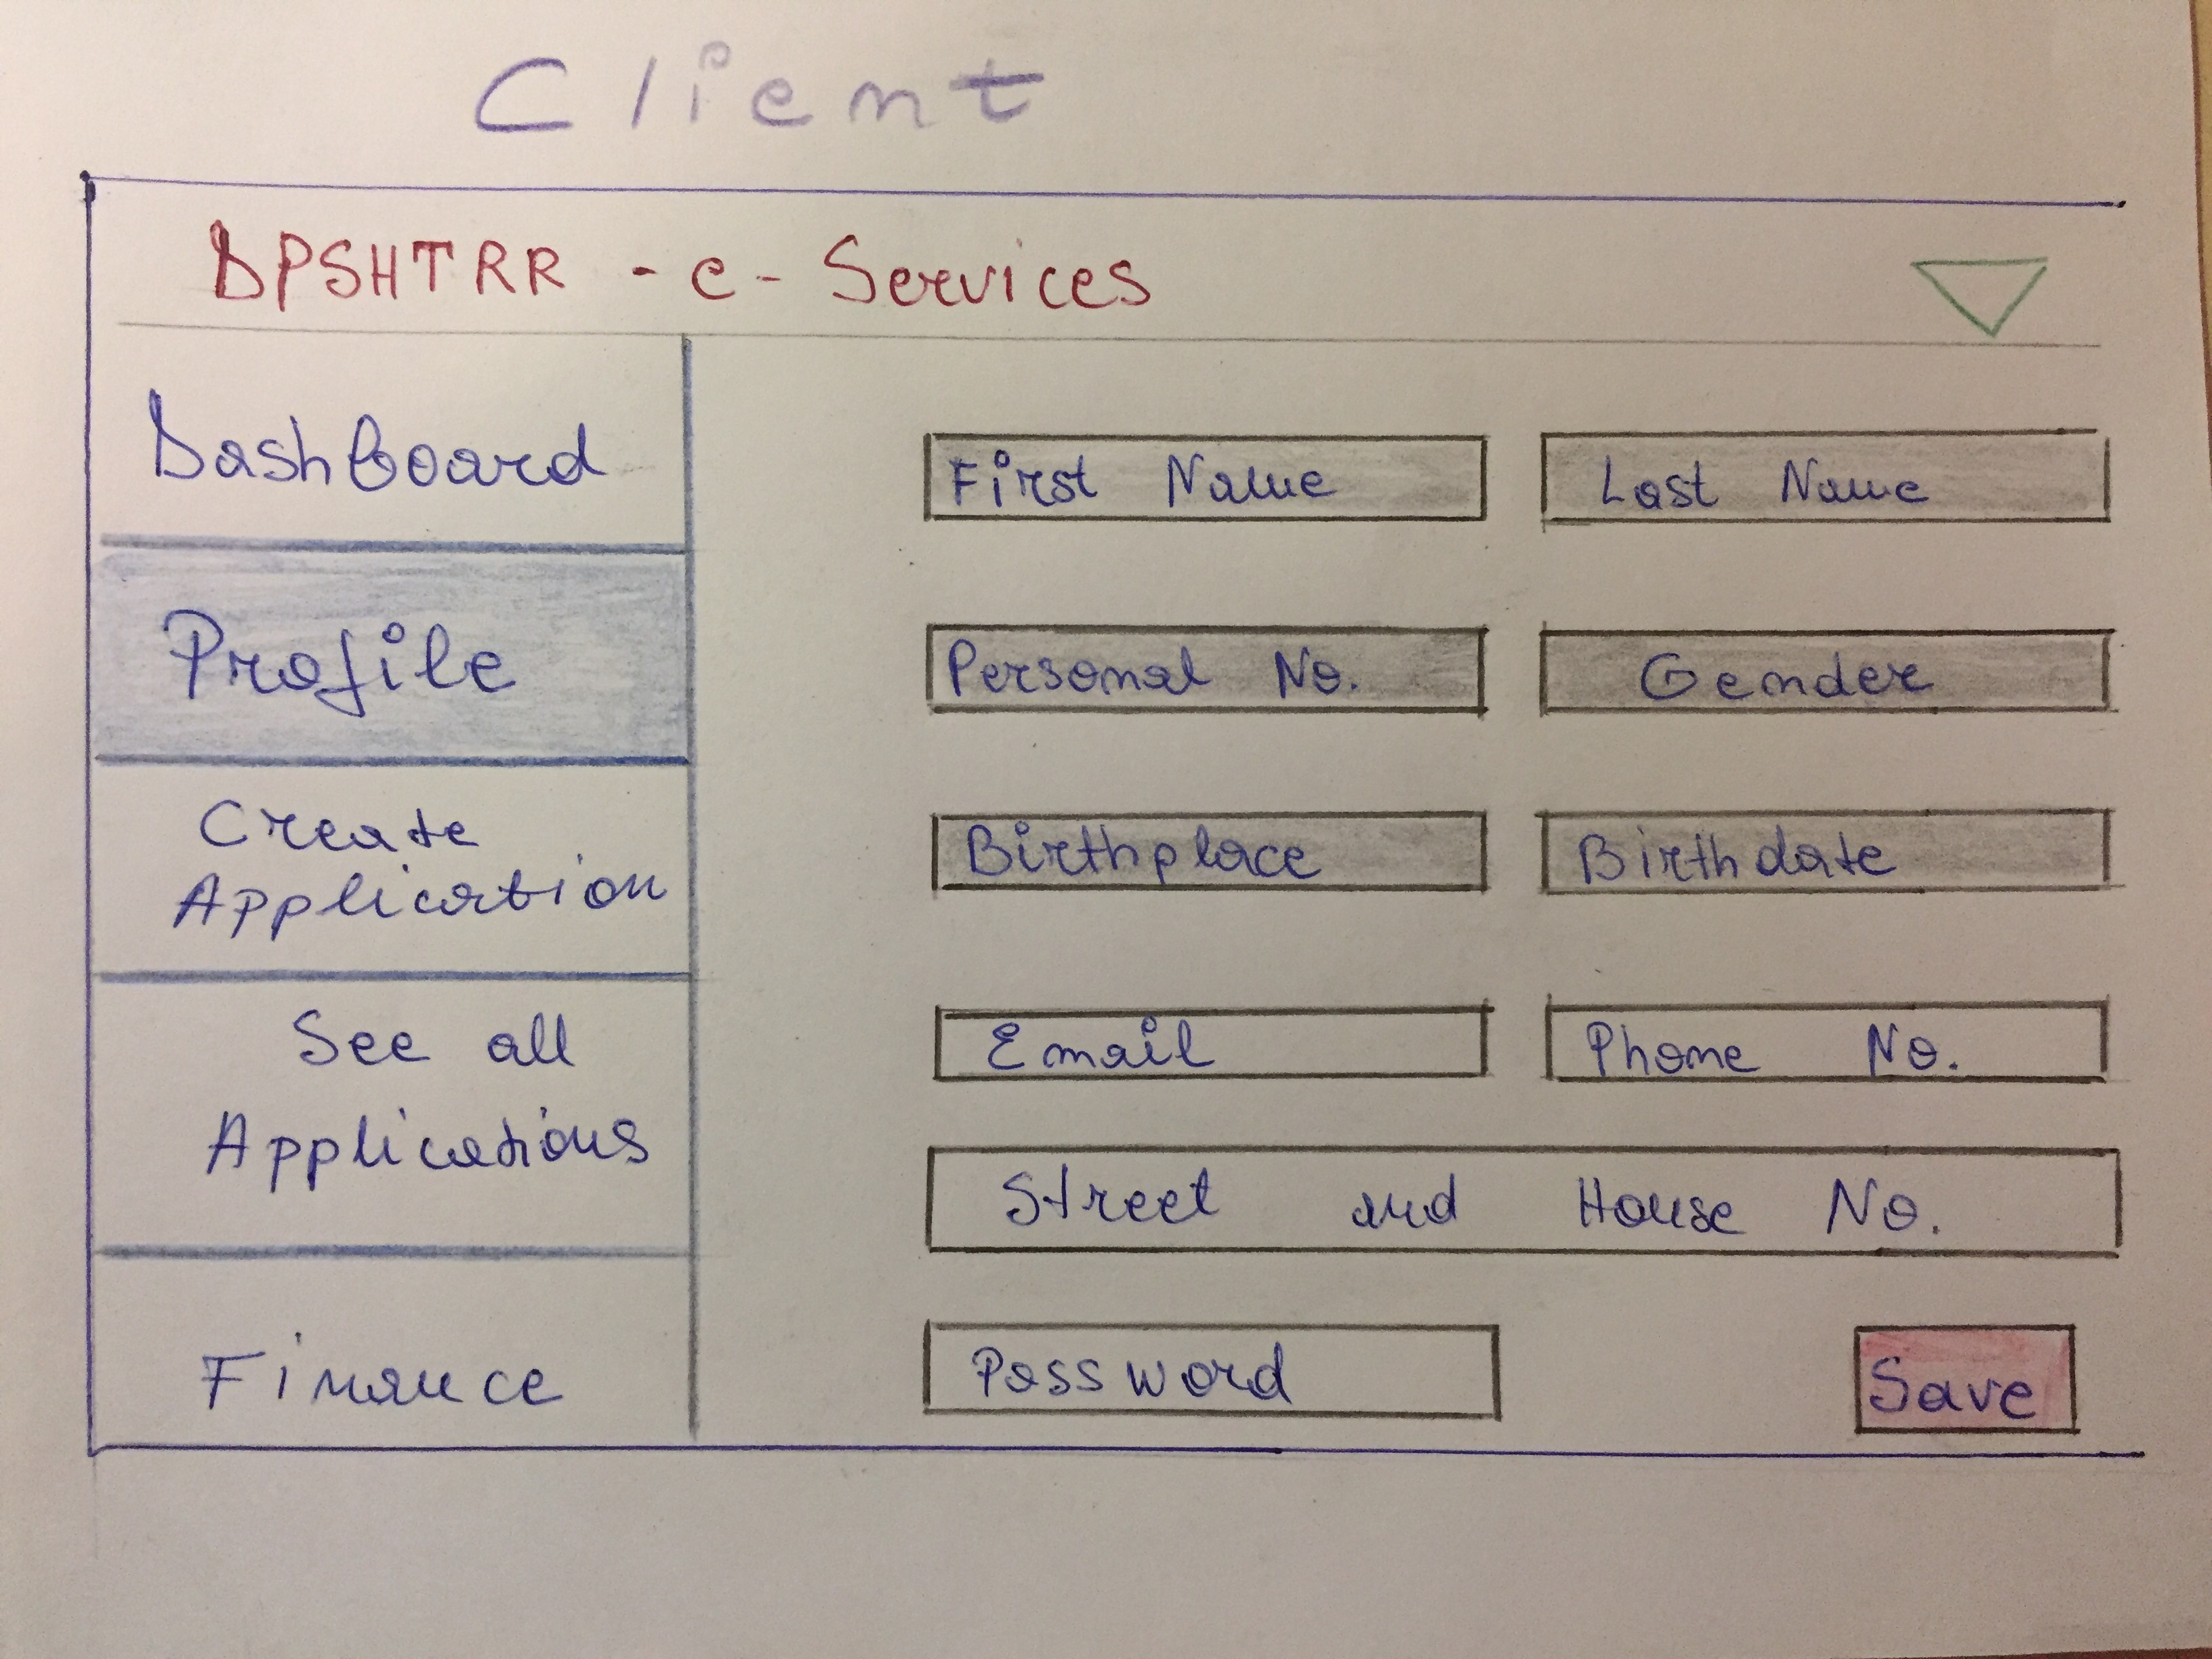 Client
DPSHTRR - e - Services
Dashboard
Profile
Create
Application
See all
Applications
Finance
First Name
Last Name
Personal No.
Gender
Birthplace
Birthdate
Email
Phone No.
Street and House No.
Password
Save